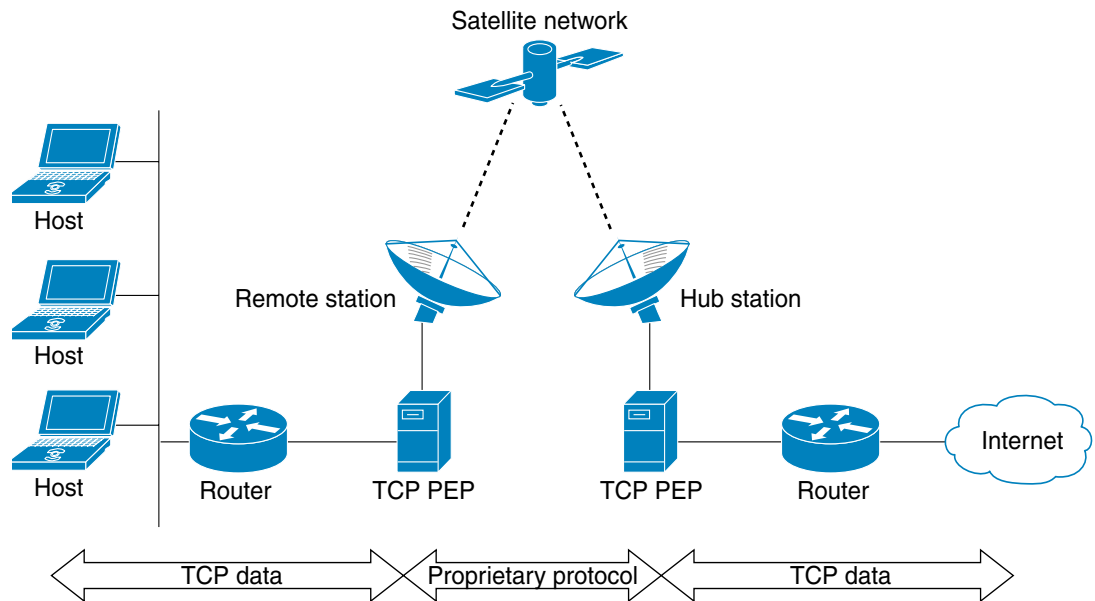 Satellite network
Host
Remote station
Hub station
Host
Internet
Host
Router
TCP PEP
TCP PEP
Router
TCP data
Proprietary protocol
TCP data